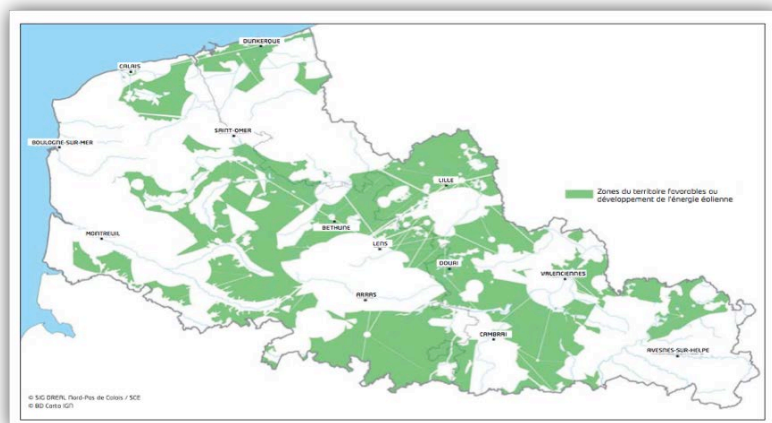 DUNKERQUE
CALAIS
SAINT-OMER
BOULOGNE-SUR-MER
LILLE
Zones du territoire favorables au
développement de l'énergie éolienne
BETHUNE
MONTREUIL
LENS
DOUAI
VALENCIENNES
ARRAS
CAMBRAI
AVESNES-SUR-HELPE
© SIG DREAL Nord-Pas de Calais / SCE
© BD Carto IGN